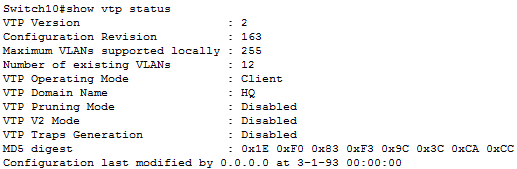 Switch10#show vtp status
VTP Version : 2
Configuration Revision : 163
Maximum VLANs supported locally : 255
Number of existing VLANs : 12
VTP Operating Mode : Client
VTP Domain Name : HQ
VTP Pruning Mode : Disabled
VTP V2 Mode : Disabled
VTP Traps Generation : Disabled
MD5 digest : 0x1E 0xF0 0x83 0xF3 0x9C 0x3C 0xCA 0xCC
Configuration last modified by 0.0.0.0 at 3-1-93 00:00:00